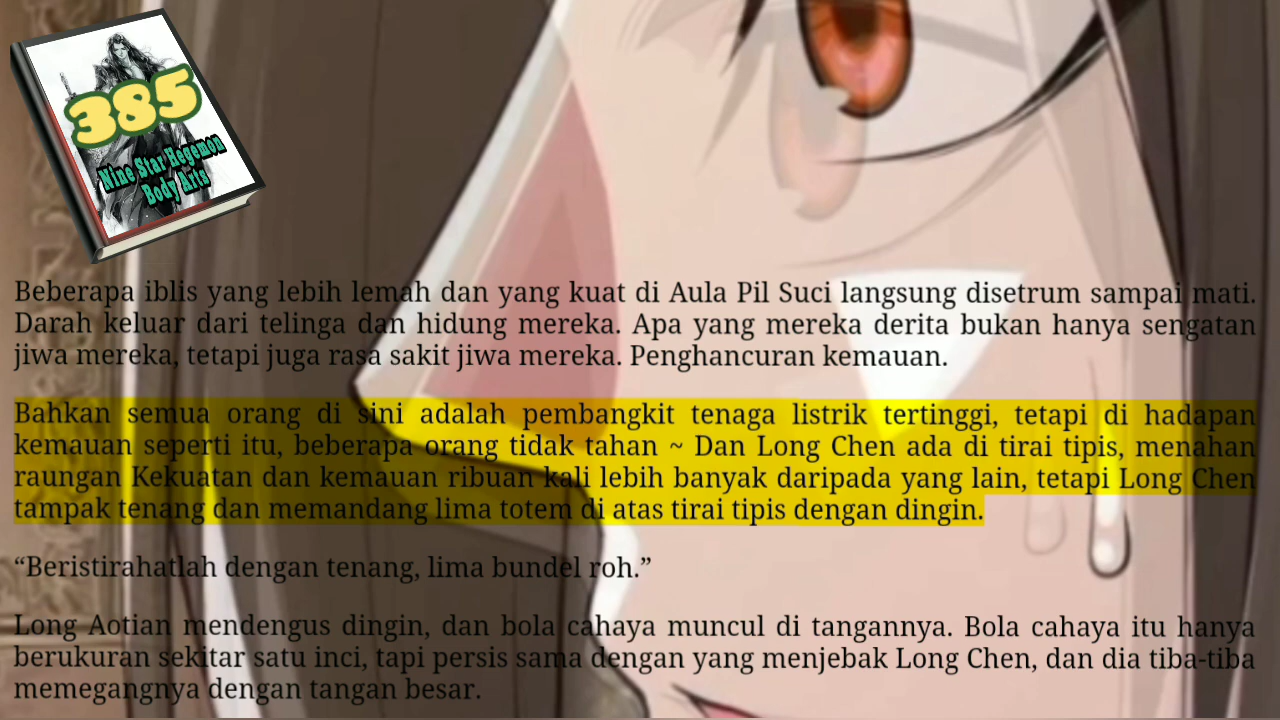 385
Nine Star Hegemon
Body Arts
Beberapa iblis yang lebih lemah dan yang kuat di Aula Pil Suci langsung disetrum sampai mati.
Darah keluar dari telinga dan hidung mereka. Apa yang mereka derita bukan hanya sengatan
jiwa mereka, tetapi juga rasa sakit jiwa mereka. Penghancuran kemauan.
Bahkan semua orang di sini adalah pembangkit tenaga listrik tertinggi, tetapi di hadapan
kemauan seperti itu, beberapa orang tidak tahan ~ Dan Long Chen ada di tirai tipis, menahan
raungan Kekuatan dan kemauan ribuan kali lebih banyak daripada yang lain, tetapi Long Chen
tampak tenang dan memandang lima totem di atas tirai tipis dengan dingin.
“Beristirahatlah dengan tenang, lima bundel roh.”
Long Aotian mendengus dingin, dan bola cahaya muncul di tangannya. Bola cahaya itu hanya
berukuran sekitar satu inci, tapi persis sama dengan yang menjebak Long Chen, dan dia tiba-tiba
memegangnya dengan tangan besar.